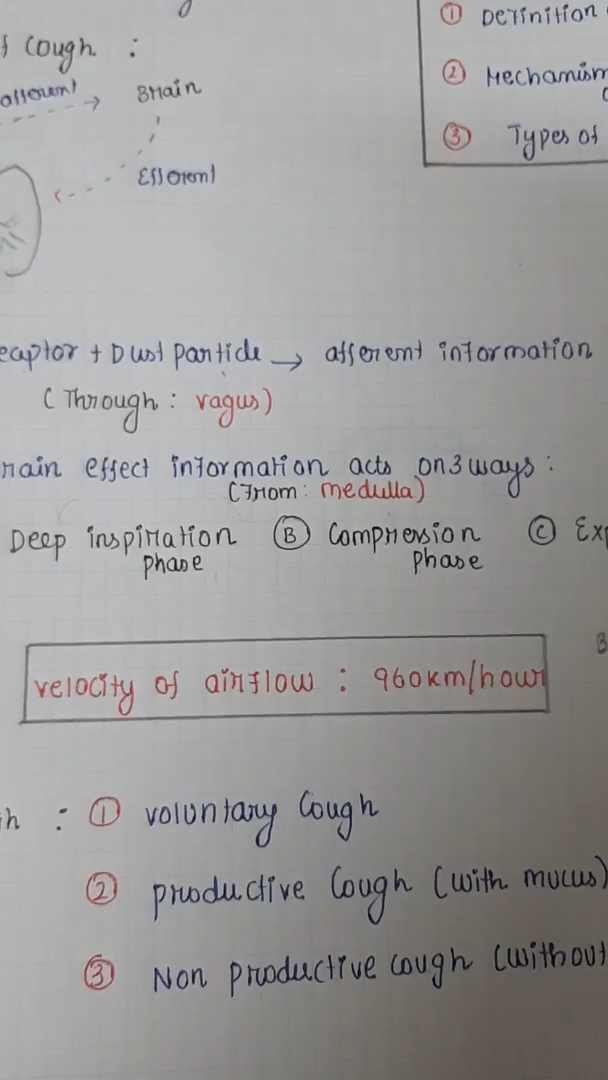 ① Definition
f cough :
② Mechanism
afferent → Brain
③ Types of
Efferent
eaptor + Dust particle → afferent information
(Through : vagus)
rain effect information acts on 3 ways :
(From : medulla)
Deep inspiration phase Ⓑ Compression phase Ⓒ Exp
velocity of airflow : 960km/hour
h : ① voluntary Cough
② productive Cough (with mucus)
③ Non productive cough (without